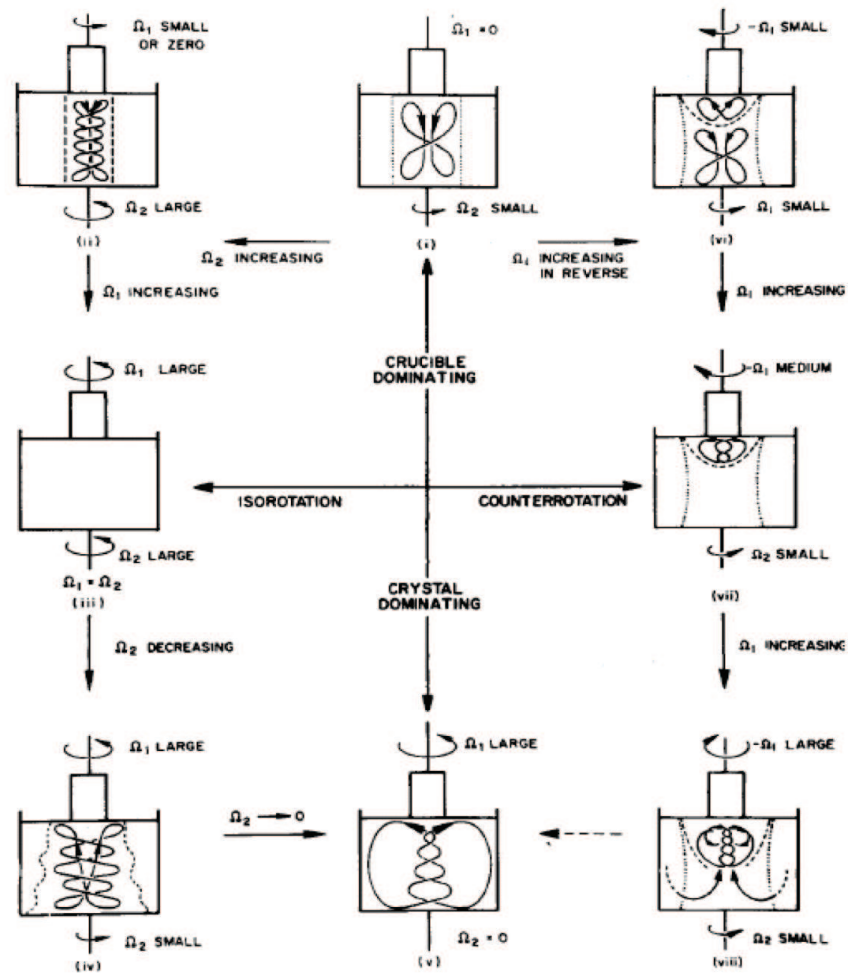 Ω₁ SMALL
OR ZERO
Ω₁ = 0
-Ω₁ SMALL
Ω₂ LARGE
(ii)
Ω₂ SMALL
(i)
Ω₁ SMALL
(vi)
Ω₂ INCREASING
Ω₁ INCREASING
IN REVERSE
Ω₁ INCREASING
Ω₁ INCREASING
Ω₁ LARGE
CRUCIBLE
DOMINATING
-Ω₁ MEDIUM
ISOROTATION
COUNTERROTATION
Ω₂ LARGE
Ω₁ = Ω₂
(iii)
CRYSTAL
DOMINATING
Ω₂ SMALL
(vii)
Ω₂ DECREASING
Ω₁ INCREASING
Ω₁ LARGE
Ω₁ LARGE
-Ω₁ LARGE
Ω₂ → 0
Ω₂ SMALL
(iv)
Ω₂ = 0
(v)
Ω₂ SMALL
(viii)